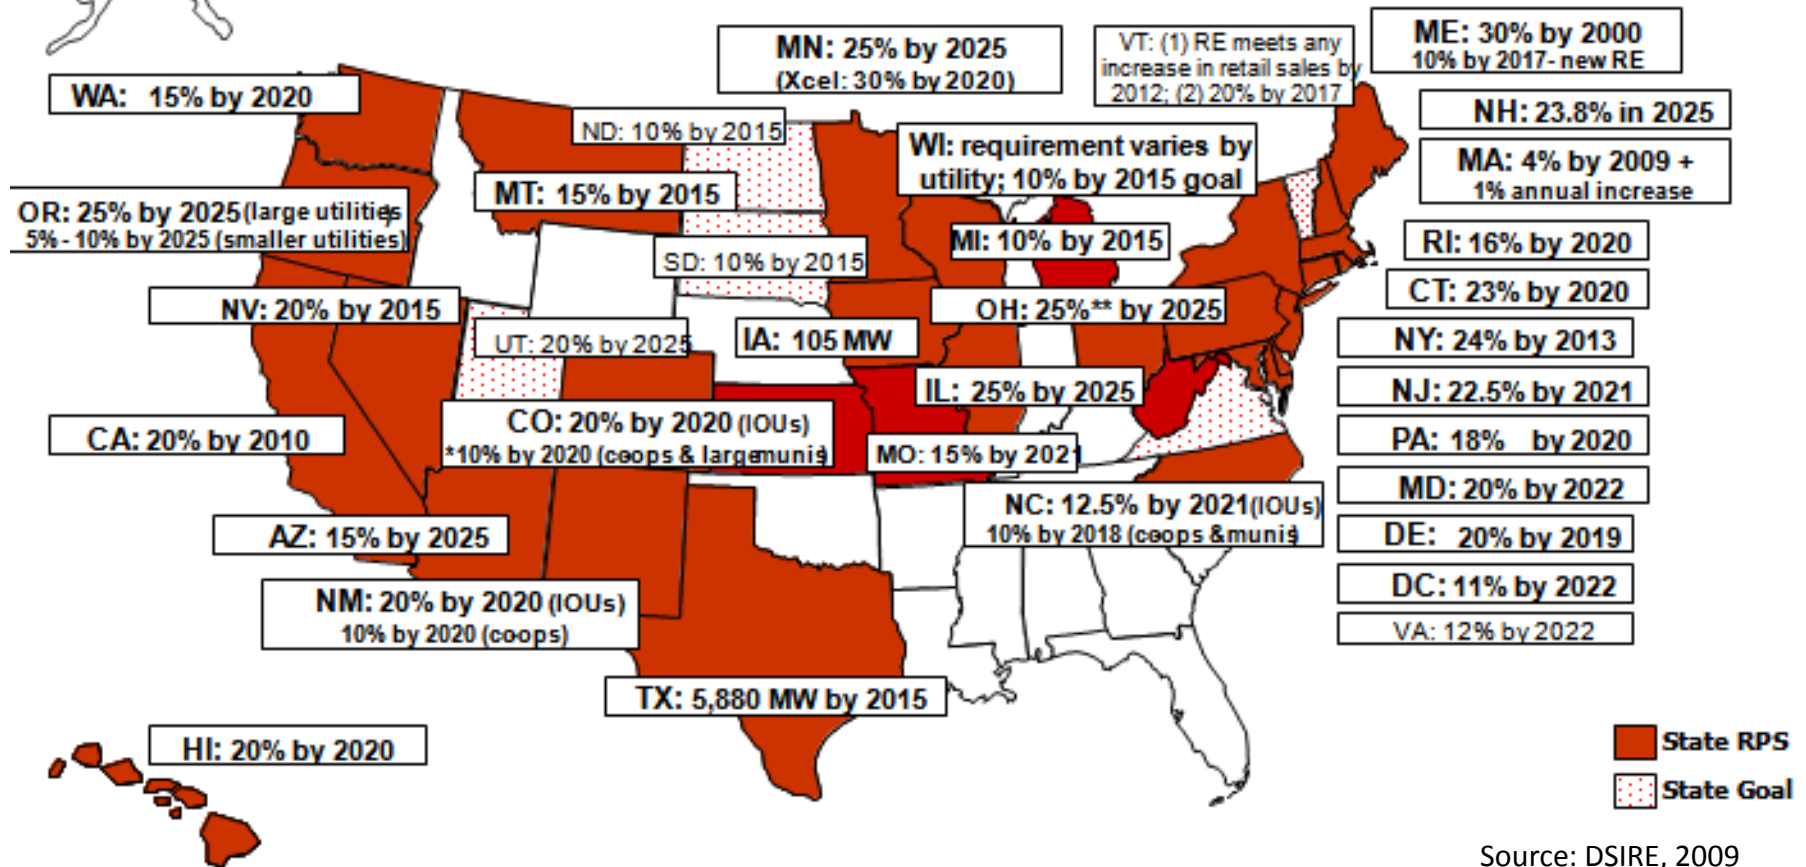 MN: 25% by 2025
(Xcel: 30% by 2020)
VT: (1) RE meets any
increase in retail sales by
2012; (2) 20% by 2017
ME: 30% by 2000
10% by 2017- new RE
WA: 15% by 2020
NH: 23.8% in 2025
ND: 10% by 2015
WI: requirement varies by
utility; 10% by 2015 goal
MA: 4% by 2009 +
1% annual increase
MT: 15% by 2015
OR: 25% by 2025 (large utilities)
5% - 10% by 2025 (smaller utilities)
MI: 10% by 2015
RI: 16% by 2020
SD: 10% by 2015
CT: 23% by 2020
NV: 20% by 2015
OH: 25%** by 2025
UT: 20% by 2025
IA: 105 MW
NY: 24% by 2013
IL: 25% by 2025
NJ: 22.5% by 2021
CA: 20% by 2010
CO: 20% by 2020 (IOUs)
*10% by 2020 (co-ops & large munis)
MO: 15% by 2021
PA: 18% by 2020
MD: 20% by 2022
NC: 12.5% by 2021 (IOUs)
10% by 2018 (co-ops & munis)
AZ: 15% by 2025
DE: 20% by 2019
DC: 11% by 2022
NM: 20% by 2020 (IOUs)
10% by 2020 (co-ops)
VA: 12% by 2022
TX: 5,880 MW by 2015
HI: 20% by 2020
State RPS
State Goal
Source: DSIRE, 2009